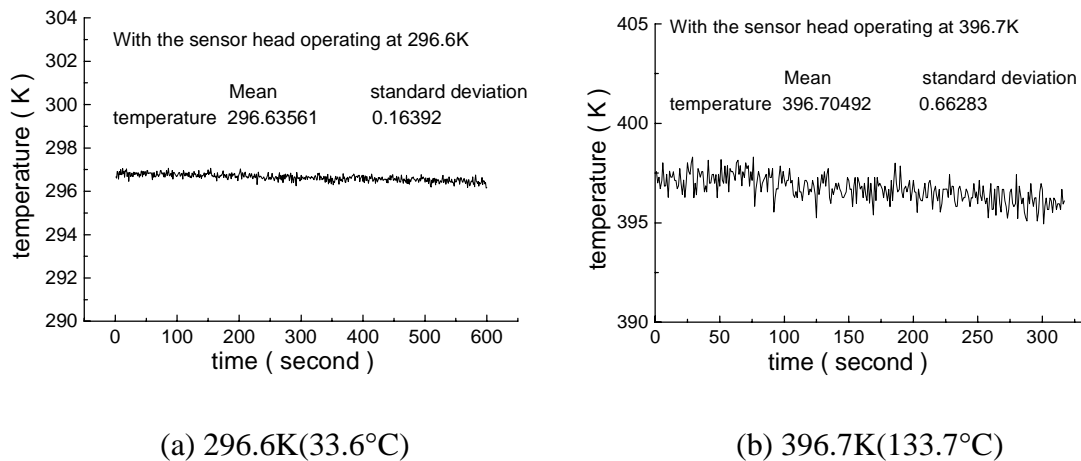 304
302
300
298
296
294
292
290
temperature ( K )
With the sensor head operating at 296.6K
Mean standard deviation
temperature 296.63561 0.16392
0 100 200 300 400 500 600
time ( second )
(a) 296.6K(33.6°C)
405
400
395
390
temperature ( K )
With the sensor head operating at 396.7K
Mean standard deviation
temperature 396.70492 0.66283
0 50 100 150 200 250 300
time ( second )
(b) 396.7K(133.7°C)